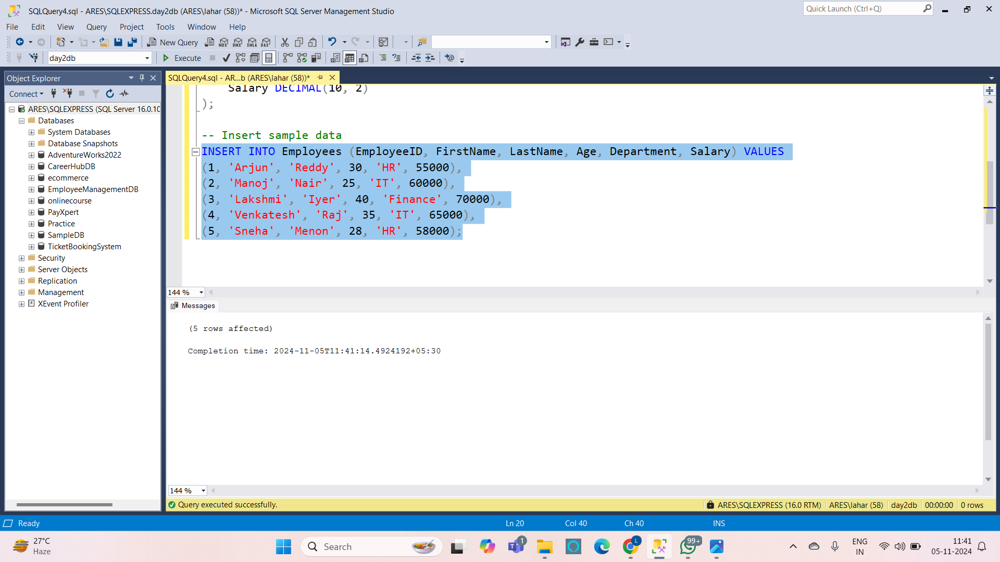 SQLQuery4.sql - ARES\SQLEXPRESS.day2db (ARES\lahar (58))* - Microsoft SQL Server Management Studio
Quick Launch (Ctrl+Q)
File Edit View Query Project Tools Window Help
New Query MDX DMX XMLA DAX
day2db Execute
Object Explorer
SQLQuery4.sql - AR...b (ARES\lahar (58))*
Connect
ARES\SQLEXPRESS (SQL Server 16.0.10
Databases
System Databases
Database Snapshots
AdventureWorks2022
CareerHubDB
ecommerce
EmployeeManagementDB
onlinecourse
PayXpert
Practice
SampleDB
TicketBookingSystem
Security
Server Objects
Replication
Management
XEvent Profiler
Salary DECIMAL(10, 2)
);
-- Insert sample data
INSERT INTO Employees (EmployeeID, FirstName, LastName, Age, Department, Salary) VALUES
(1, 'Arjun', 'Reddy', 30, 'HR', 55000),
(2, 'Manoj', 'Nair', 25, 'IT', 60000),
(3, 'Lakshmi', 'Iyer', 40, 'Finance', 70000),
(4, 'Venkatesh', 'Raj', 35, 'IT', 65000),
(5, 'Sneha', 'Menon', 28, 'HR', 58000);
144 %
Messages
(5 rows affected)
Completion time: 2024-11-05T11:41:14.4924192+05:30
144 %
Query executed successfully.
ARES\SQLEXPRESS (16.0 RTM) ARES\lahar (58) day2db 00:00:00 0 rows
Ready Ln 20 Col 40 Ch 40 INS
27°C
Haze
Search
1
L
99+
ENG
IN
11:41
05-11-2024